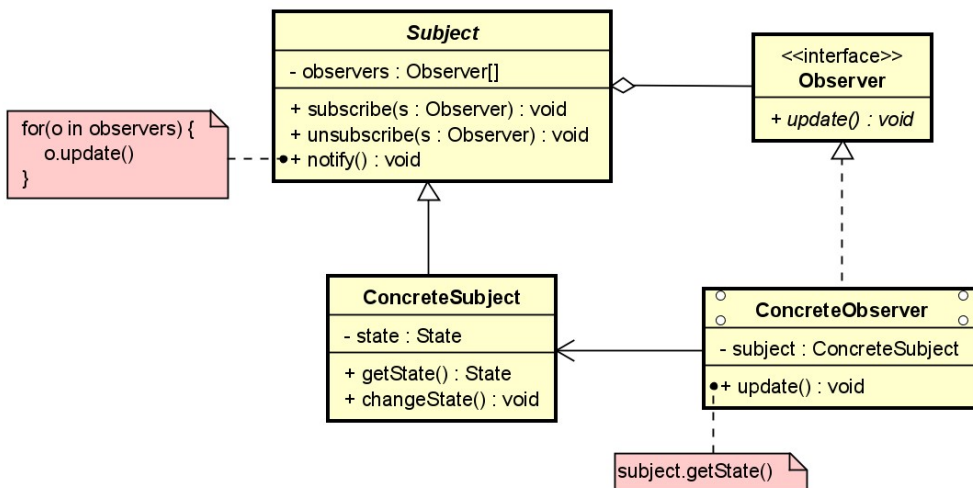 Subject
- observers : Observer[]
+ subscribe(s : Observer) : void
+ unsubscribe(s : Observer) : void
+ notify() : void
<<interface>>
Observer
+ update() : void
for(o in observers) {
o.update()
}
ConcreteSubject
- state : State
+ getState() : State
+ changeState() : void
ConcreteObserver
- subject : ConcreteSubject
+ update() : void
subject.getState()